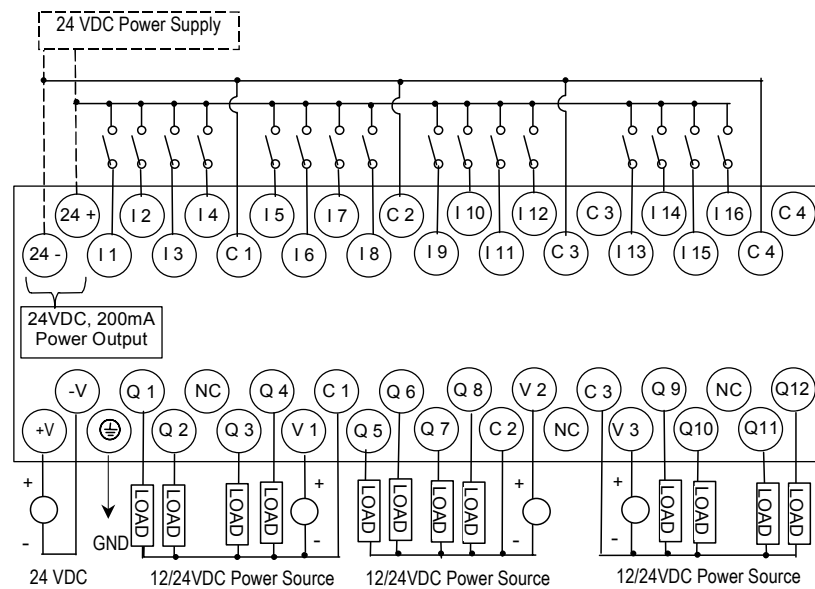 24 VDC Power Supply
24 + I 2 I 4 I 5 I 7 C 2 I 10 I 12 C 3 I 14 I 16 C 4
24 - I 1 I 3 C 1 I 6 I 8 I 9 I 11 C 3 I 13 I 15 C 4
24VDC, 200mA
Power Output
-V Q 1 NC Q 4 C 1 Q 6 Q 8 V 2 C 3 Q 9 NC Q12
+V Q 2 Q 3 V 1 Q 5 Q 7 C 2 NC V 3 Q10 Q11
+ + + +
LOAD LOAD LOAD LOAD LOAD LOAD LOAD LOAD LOAD LOAD LOAD LOAD
- - - -
GND
24 VDC 12/24VDC Power Source 12/24VDC Power Source 12/24VDC Power Source